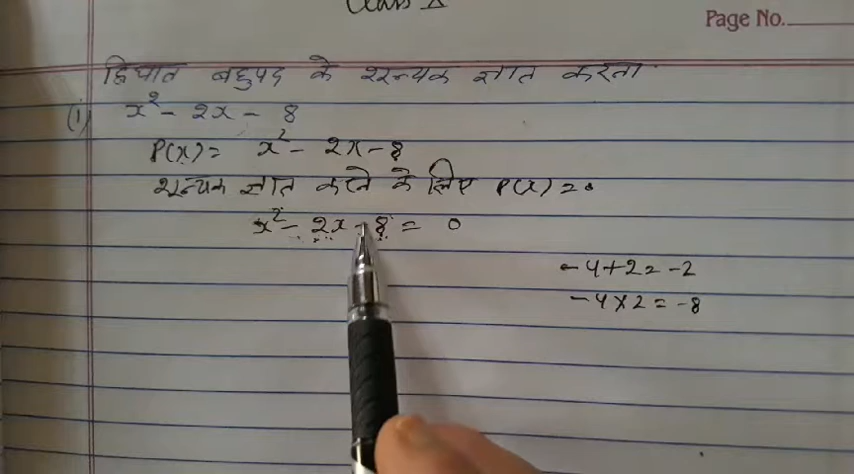 Class X
Page No.
द्विघात बहुपद के शून्यक ज्ञात करना
(i) x² - 2x - 8
P(x) = x² - 2x - 8
शून्यक ज्ञात करने के लिए P(x) = 0
x² - 2x - 8 = 0
- 4 + 2 = - 2
- 4 × 2 = - 8